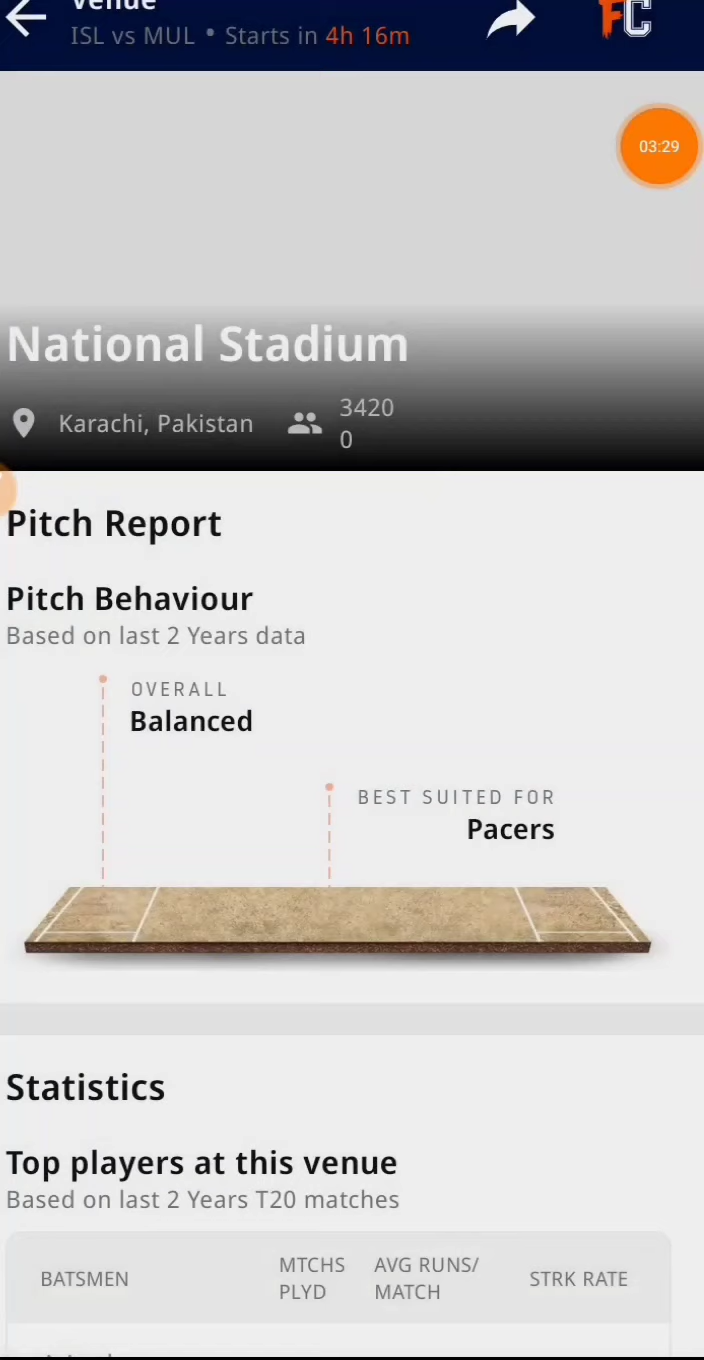 Venue
ISL vs MUL • Starts in 4h 16m
FC
03:29
National Stadium
Karachi, Pakistan
3420
0
Pitch Report
Pitch Behaviour
Based on last 2 Years data
OVERALL
Balanced
BEST SUITED FOR
Pacers
Statistics
Top players at this venue
Based on last 2 Years T20 matches
BATSMEN
MTCHS
PLYD
AVG RUNS/
MATCH
STRK RATE